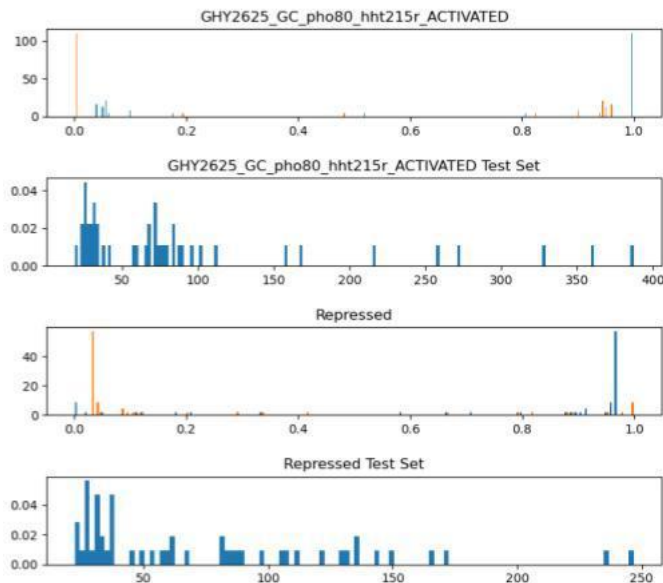 GHY2625_GC_pho80_hht215r_ACTIVATED
100
50
0
0.0 0.2 0.4 0.6 0.8 1.0
GHY2625_GC_pho80_hht215r_ACTIVATED Test Set
0.04
0.02
0.00
50 100 150 200 250 300 350 400
Repressed
40
20
0
0.0 0.2 0.4 0.6 0.8 1.0
Repressed Test Set
0.04
0.02
0.00
50 100 150 200 250